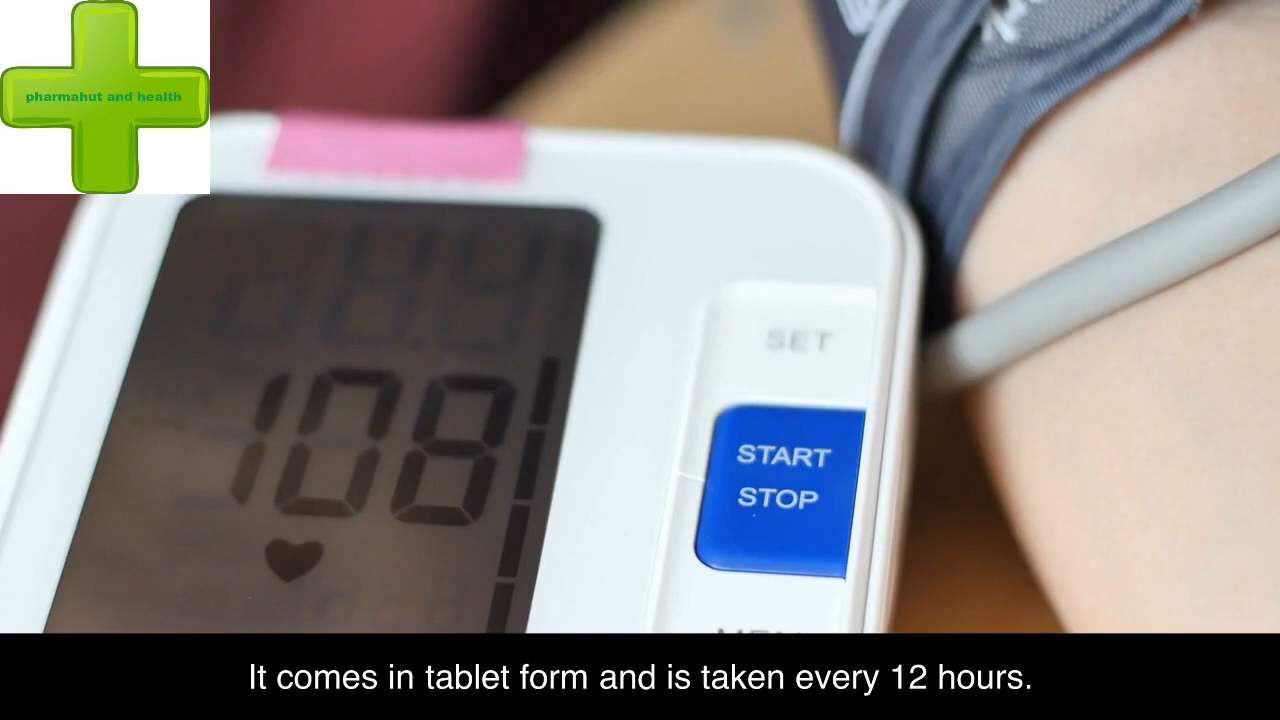 pharmahut and health
108
SET
START
STOP
It comes in tablet form and is taken every 12 hours.